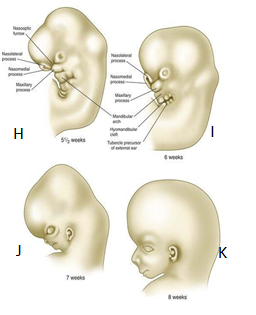 Nasooptic
furrow
Nasolateral
process
Nasomedial
process
Maxillary
process
H
5½ weeks
Nasolateral
process
Nasomedial
process
Maxillary
process
Mandibular
arch
Hyomandibular
cleft
Tubercle precursor
of external ear
I
6 weeks
J
7 weeks
K
8 weeks